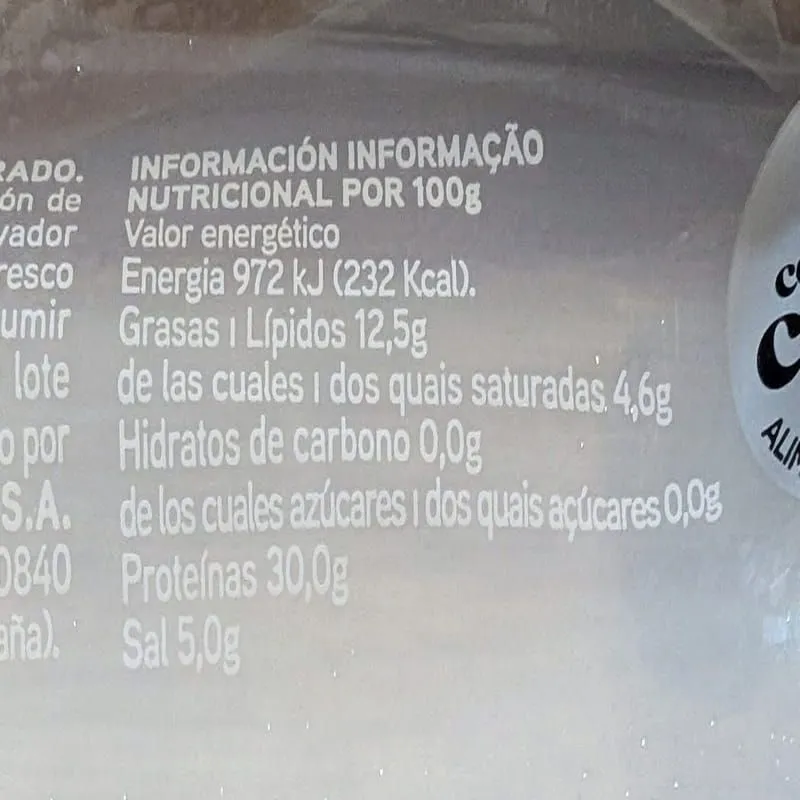 RADO.
ón de
vador
resco
umir
lote
o por
S.A.
0840
aña).
INFORMACIÓN INFORMAÇÃO
NUTRICIONAL POR 100g
Valor energético
Energia 972 kJ (232 Kcal).
Grasas ı Lípidos 12,5g
de las cuales ı dos quais saturadas 4,6g
Hidratos de carbono 0,0g
de los cuales azúcares ı dos quais açúcares 0,0g
Proteínas 30,0g
Sal 5,0g